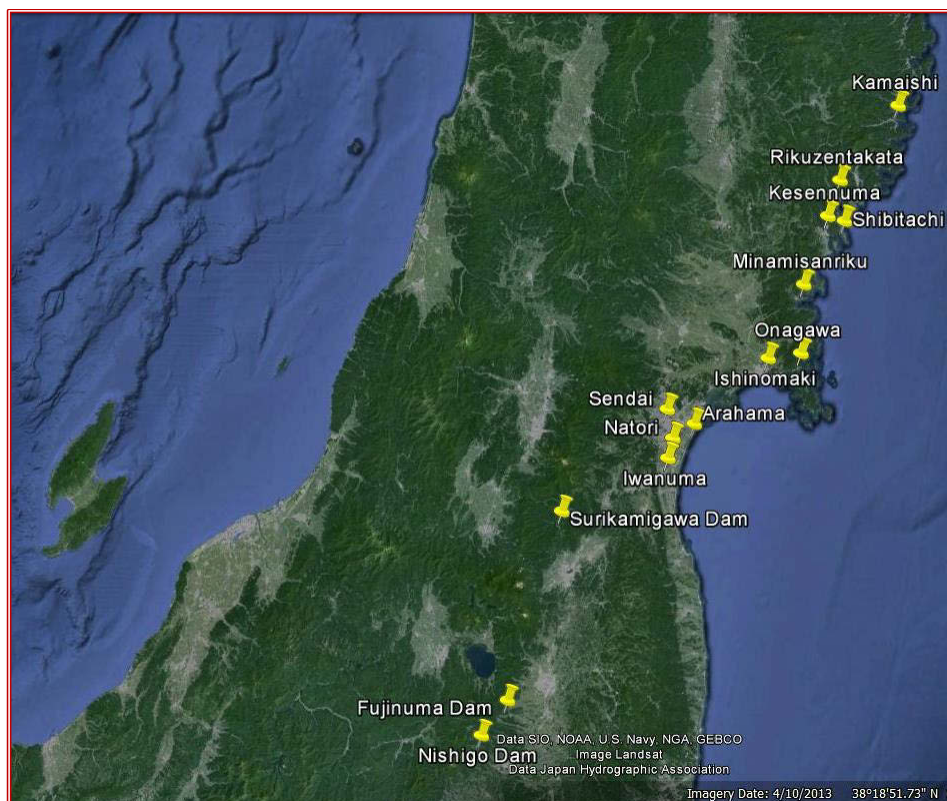 Kamaishi
Rikuzentakata
Kesennuma
Shibitachi
Minamisanriku
Onagawa
Ishinomaki
Sendai
Arahama
Natori
Iwanuma
Surikamigawa Dam
Fujinuma Dam
Nishigo Dam
Data SIO, NOAA, U.S. Navy, NGA, GEBCO
Image Landsat
Data Japan Hydrographic Association
Imagery Date: 4/10/2013 38°18'51.73" N